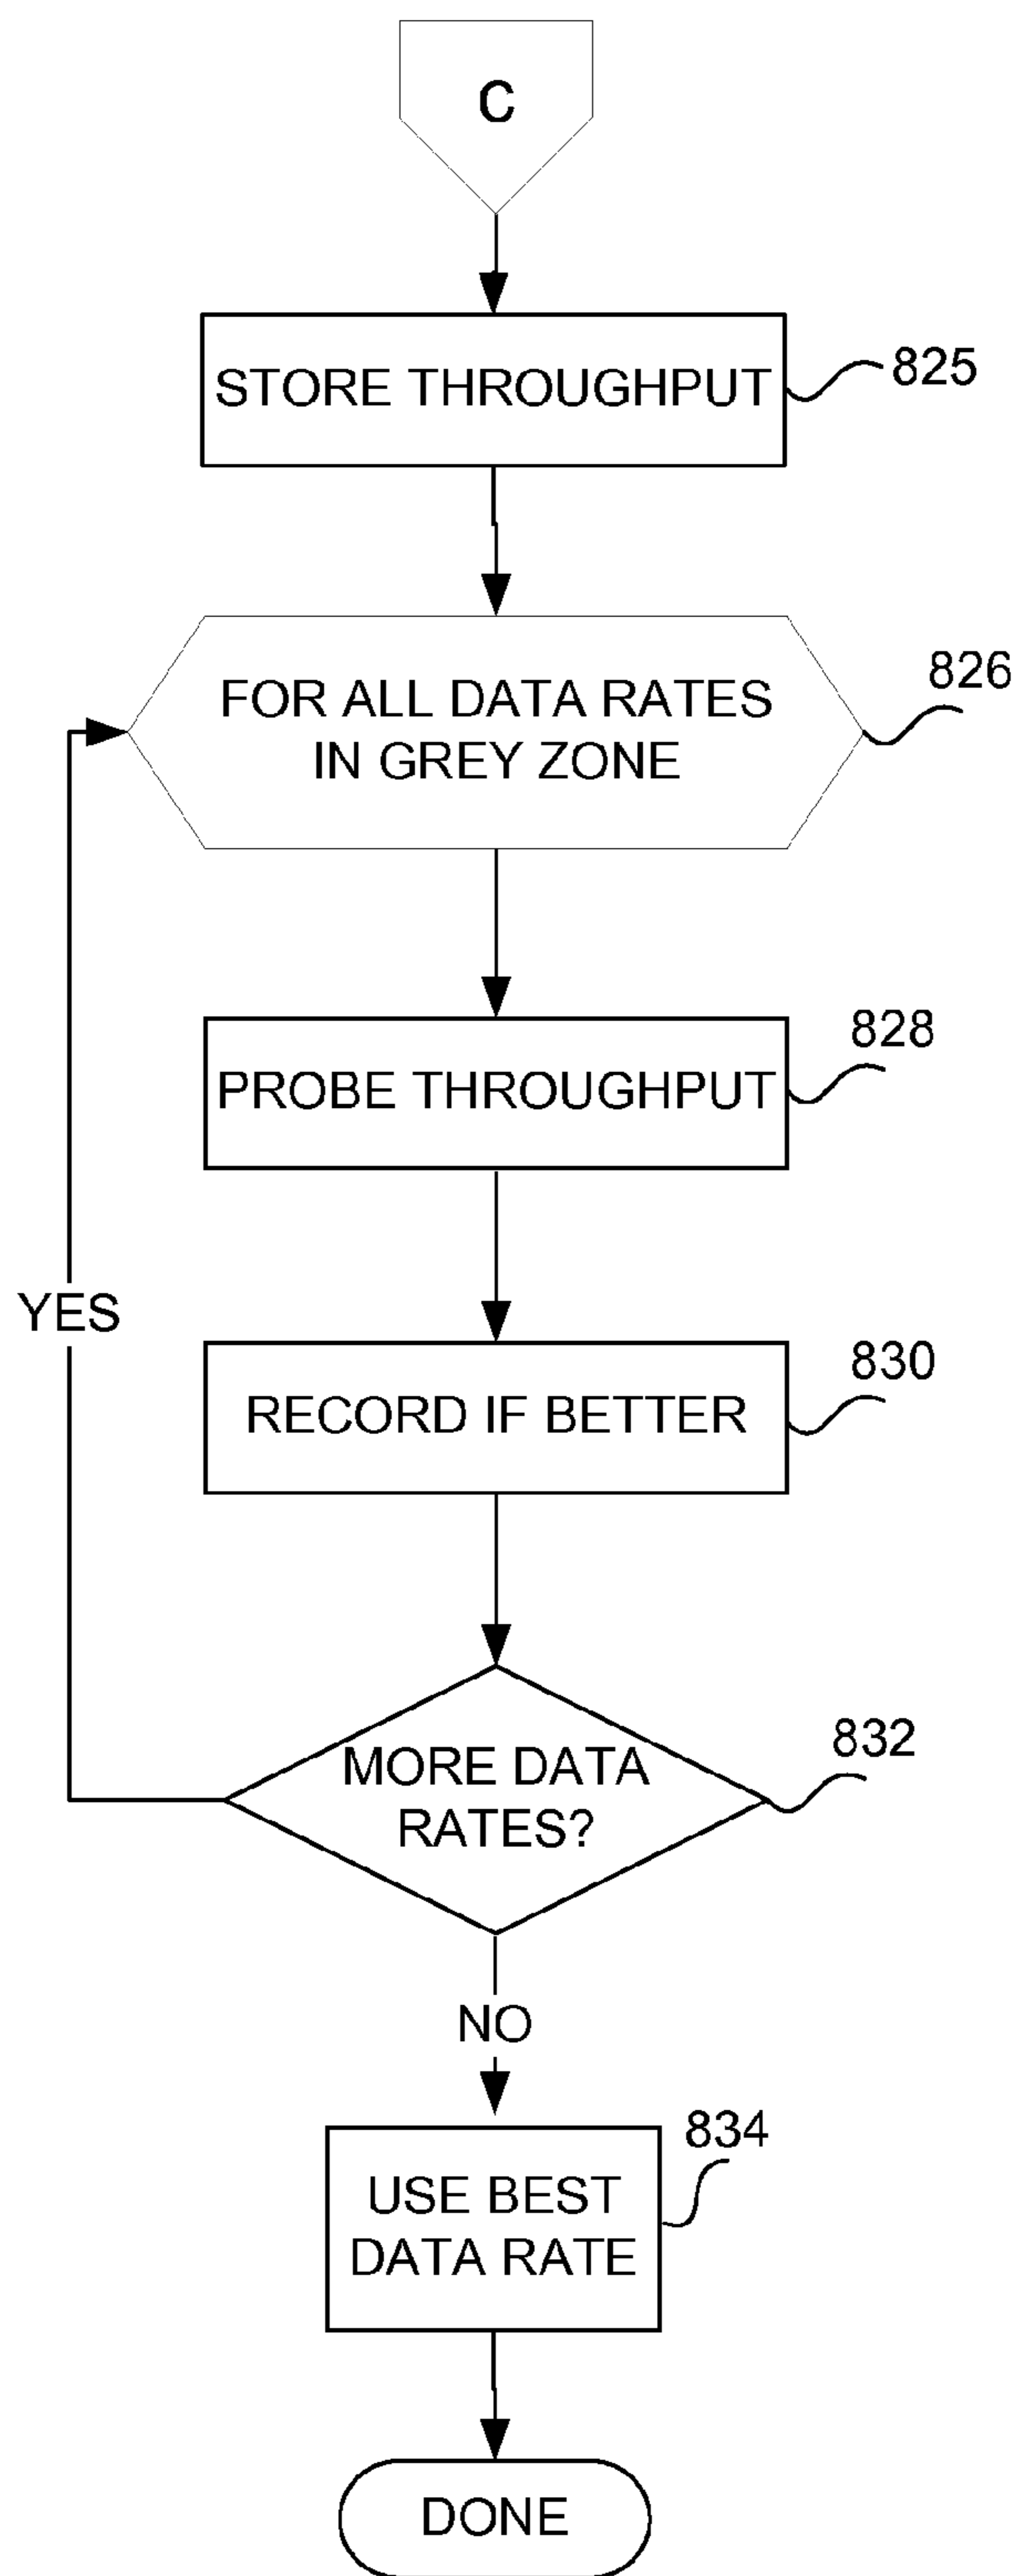 C
STORE THROUGHPUT
825
FOR ALL DATA RATES
IN GREY ZONE
826
PROBE THROUGHPUT
828
YES
RECORD IF BETTER
830
MORE DATA
RATES?
832
NO
USE BEST
DATA RATE
834
DONE